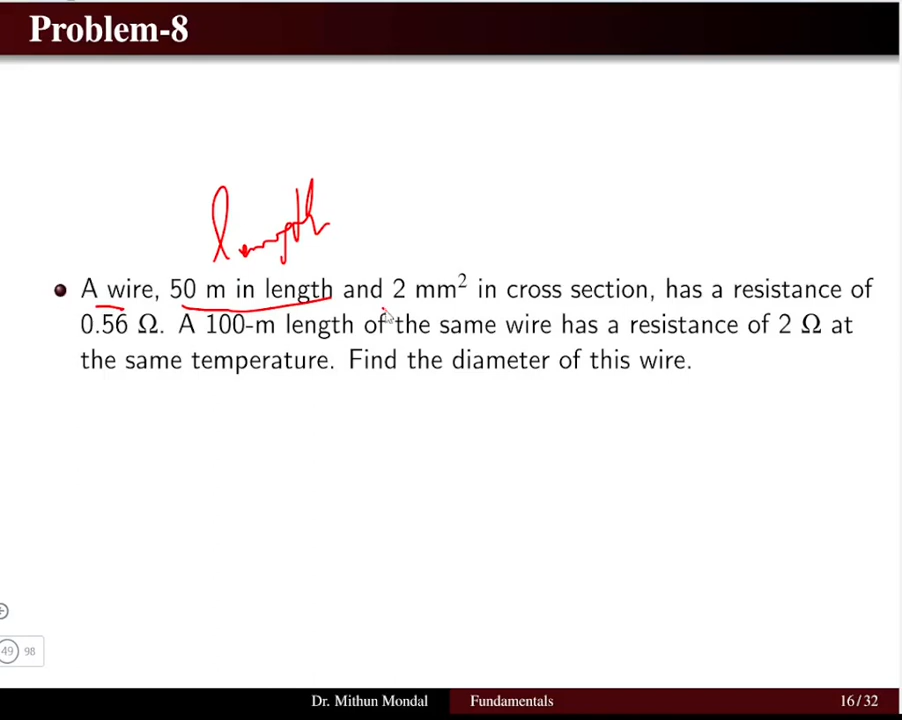 Problem-8
length
A wire, 50 m in length and 2 mm² in cross section, has a resistance of
0.56 Ω. A 100-m length of the same wire has a resistance of 2 Ω at
the same temperature. Find the diameter of this wire.
49 98
Dr. Mithun Mondal Fundamentals 16/32